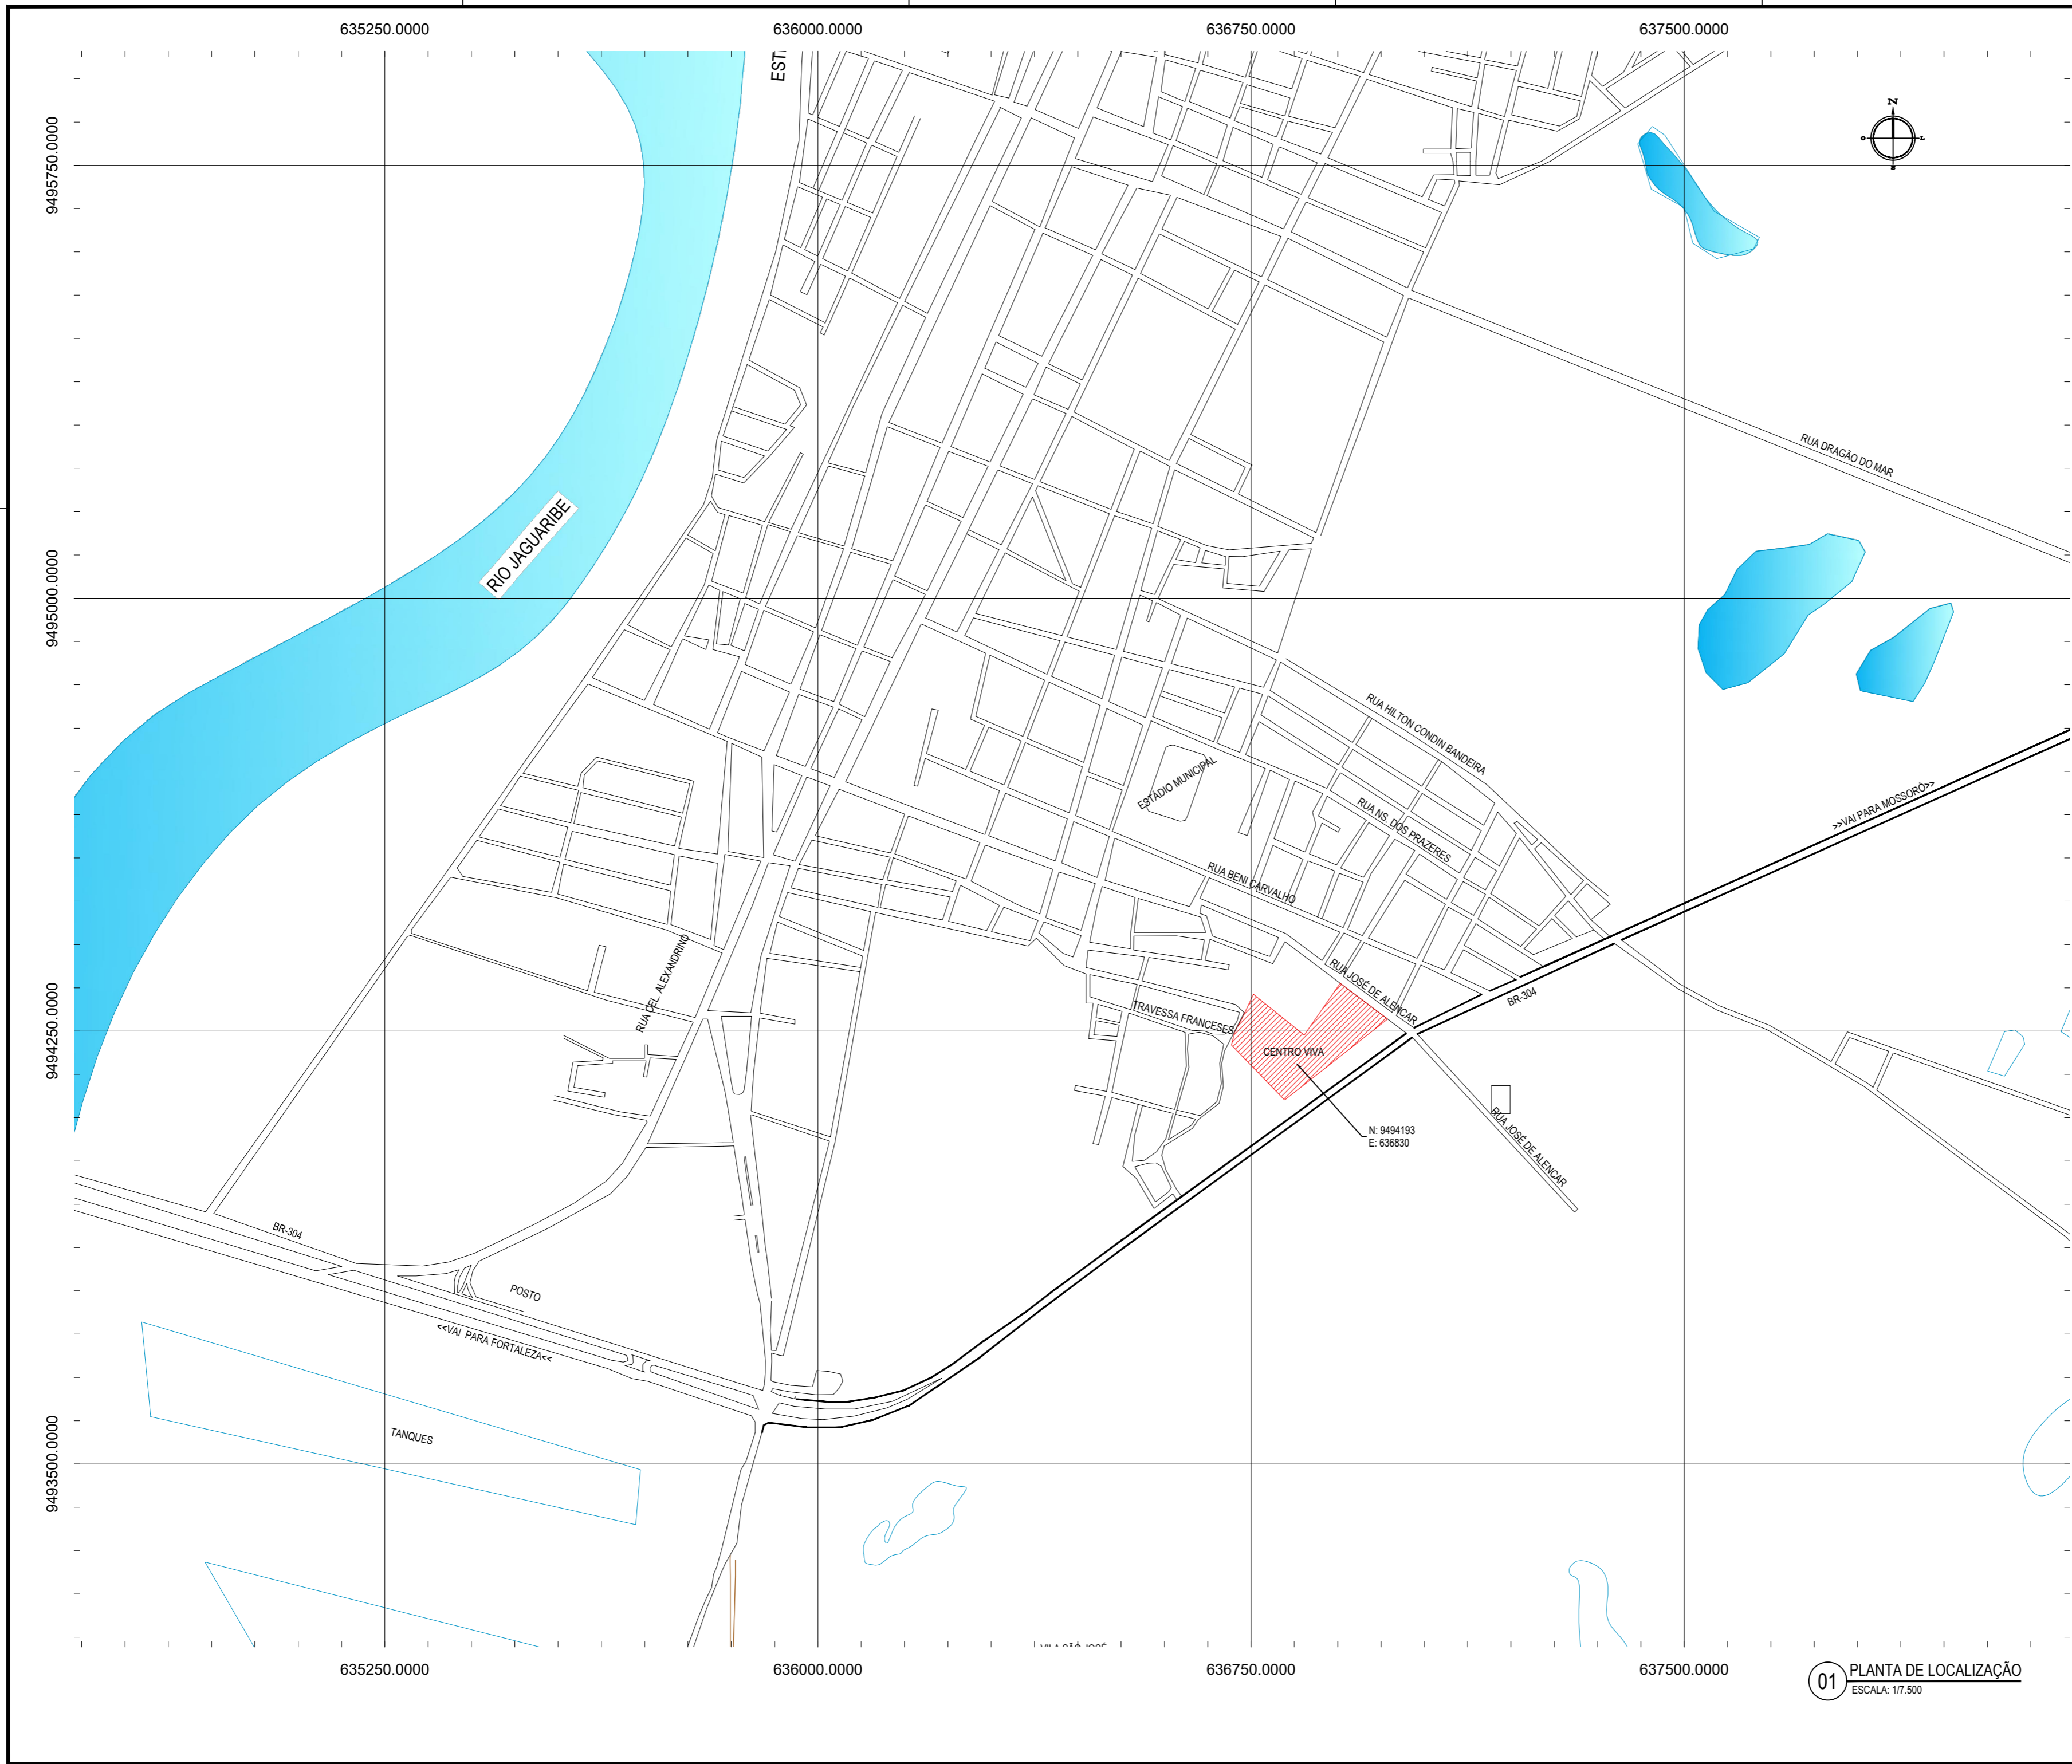 635250.0000
636000.0000
636750.0000
637500.0000
EST
N
O
L
S
9495750.0000
RUA DRAGÃO DO MAR
RIO JAGUARIBE
9495000.0000
RUA HILTON CONDIN BANDEIRA
ESTÁDIO MUNICIPAL
>>VAI PARA MOSSORÓ>>
RUA NS. DOS PRAZERES
RUA BENI CARVALHO
RUA CEL. ALEXANDRINO
RUA JOSÉ DE ALENCAR
BR-304
TRAVESSA FRANCESES
9494250.0000
CENTRO VIVA
N: 9494193
E: 636830
RUA JOSÉ DE ALENCAR
BR-304
POSTO
<<VAI PARA FORTALEZA<<
TANQUES
9493500.0000
VILA SÃO JOSÉ
635250.0000
636000.0000
636750.0000
637500.0000
01
PLANTA DE LOCALIZAÇÃO
ESCALA: 1/7.500